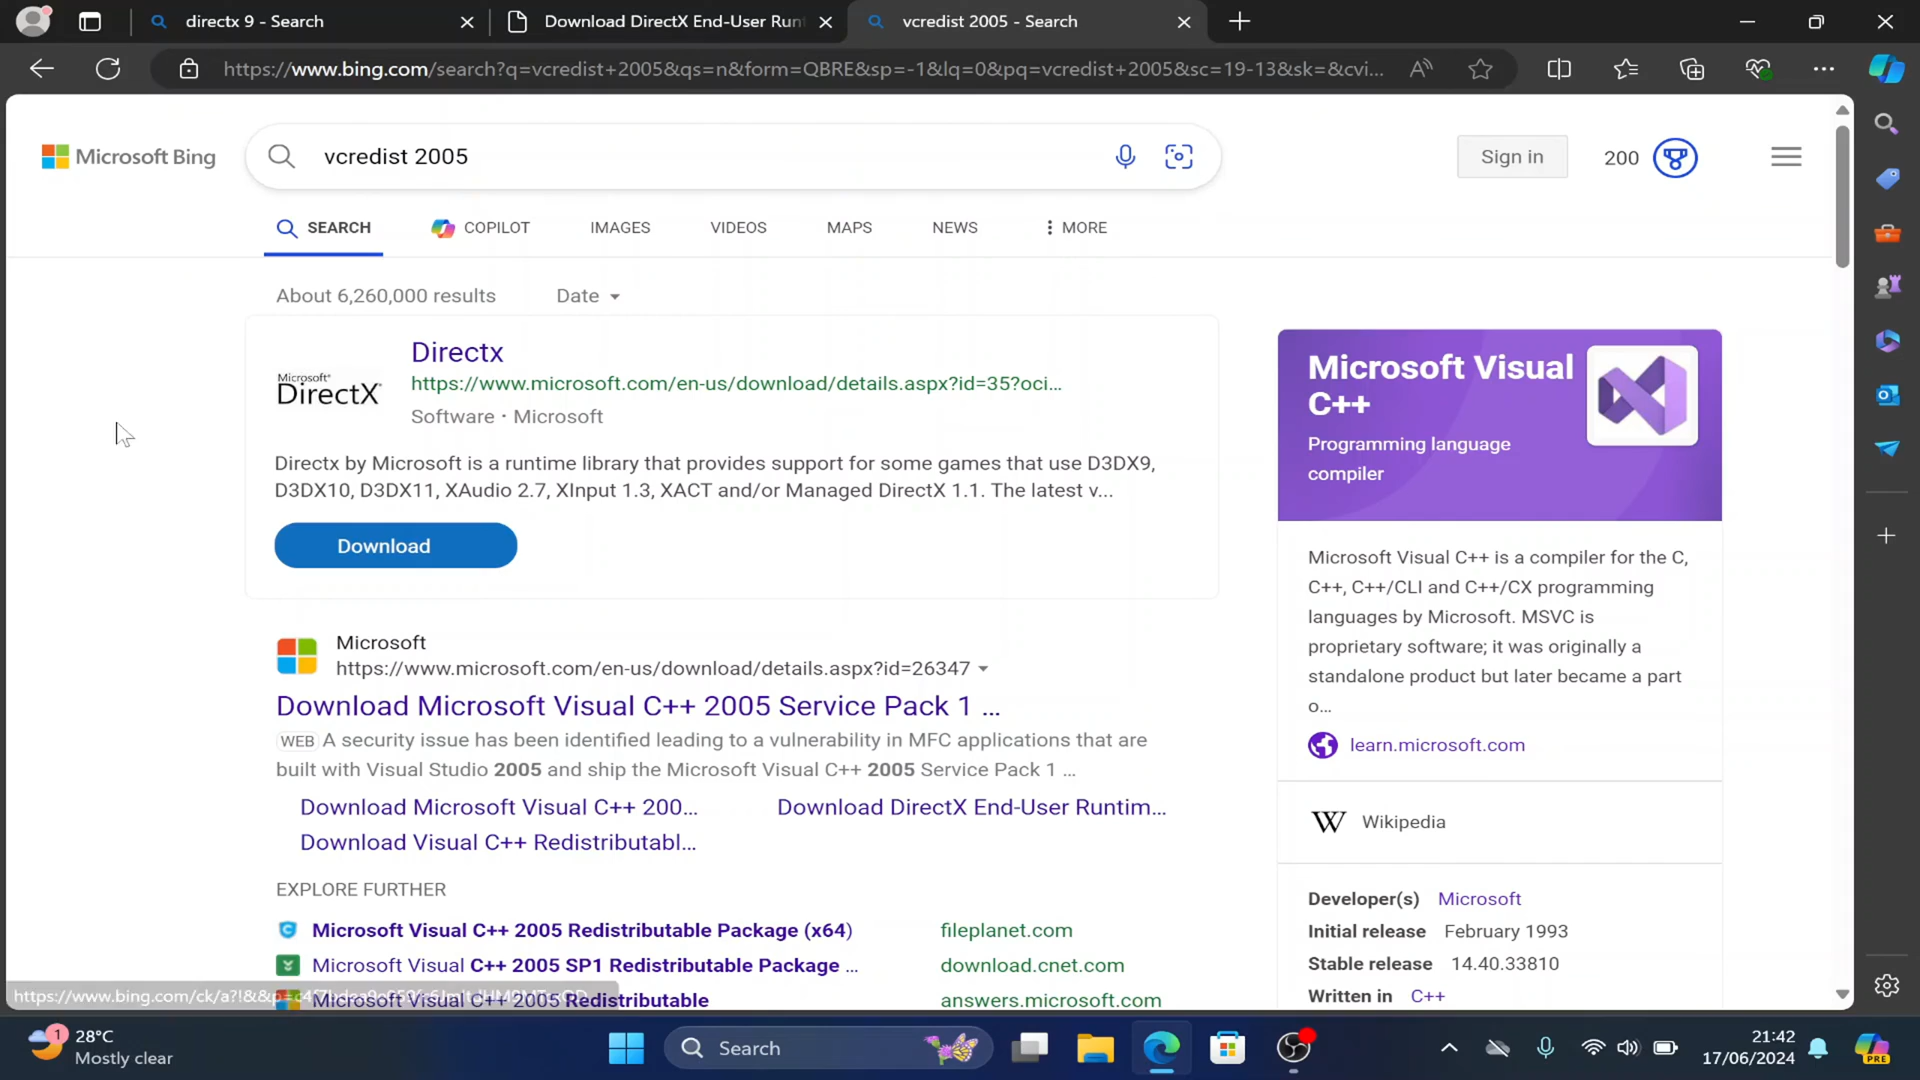 directx 9 - Search
Download DirectX End-User Run
vcredist 2005 - Search
https://www.bing.com/search?q=vcredist+2005&qs=n&form=QBRE&sp=-1&lq=0&pq=vcredist+2005&sc=19-13&sk=&cvi...
Microsoft Bing
vcredist 2005
Sign in
200
SEARCH
COPILOT
IMAGES
VIDEOS
MAPS
NEWS
MORE
About 6,260,000 results
Date
Microsoft DirectX
Directx
https://www.microsoft.com/en-us/download/details.aspx?id=35?oci...
Software · Microsoft
Directx by Microsoft is a runtime library that provides support for some games that use D3DX9,
D3DX10, D3DX11, XAudio 2.7, XInput 1.3, XACT and/or Managed DirectX 1.1. The latest v...
Download
Microsoft
https://www.microsoft.com/en-us/download/details.aspx?id=26347
Download Microsoft Visual C++ 2005 Service Pack 1 ...
WEB A security issue has been identified leading to a vulnerability in MFC applications that are
built with Visual Studio 2005 and ship the Microsoft Visual C++ 2005 Service Pack 1 ...
Download Microsoft Visual C++ 200...
Download DirectX End-User Runtim...
Download Visual C++ Redistributabl...
EXPLORE FURTHER
Microsoft Visual C++ 2005 Redistributable Package (x64)
fileplanet.com
Microsoft Visual C++ 2005 SP1 Redistributable Package ...
download.cnet.com
Microsoft Visual C++ 2005 Redistributable
answers.microsoft.com
https://www.bing.com/ck/a?!&&p=
Microsoft Visual
C++
Programming language
compiler
Microsoft Visual C++ is a compiler for the C,
C++, C++/CLI and C++/CX programming
languages by Microsoft. MSVC is
proprietary software; it was originally a
standalone product but later became a part
o...
learn.microsoft.com
W Wikipedia
Developer(s) Microsoft
Initial release February 1993
Stable release 14.40.33810
Written in C++
1
28°C
Mostly clear
Search
21:42
17/06/2024
PRE